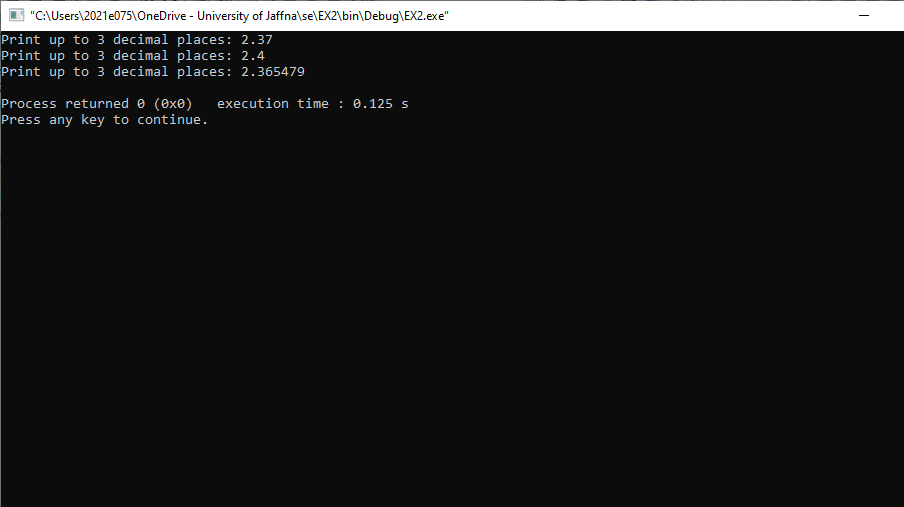 "C:\Users\2021e075\OneDrive - University of Jaffna\se\EX2\bin\Debug\EX2.exe"
Print up to 3 decimal places: 2.37
Print up to 3 decimal places: 2.4
Print up to 3 decimal places: 2.365479
Process returned 0 (0x0)   execution time : 0.125 s
Press any key to continue.